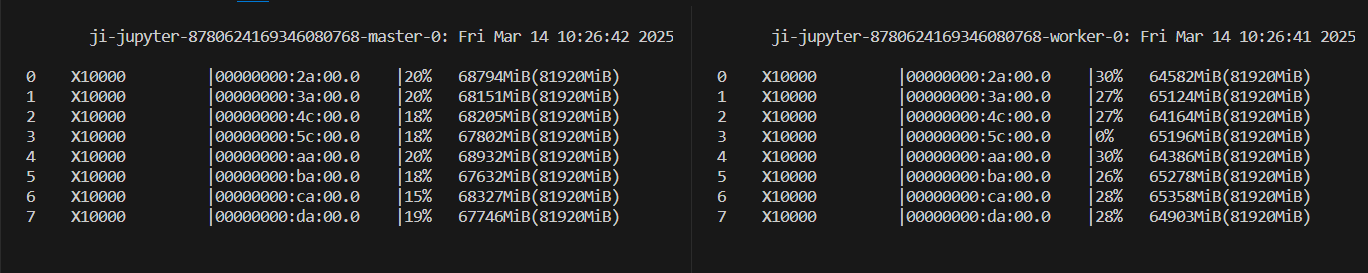 ji-jupyter-8780624169346080768-master-0: Fri Mar 14 10:26:42 2025
0 X10000 |00000000:2a:00.0 |20% 68794MiB(81920MiB)
1 X10000 |00000000:3a:00.0 |20% 68151MiB(81920MiB)
2 X10000 |00000000:4c:00.0 |18% 68205MiB(81920MiB)
3 X10000 |00000000:5c:00.0 |18% 67802MiB(81920MiB)
4 X10000 |00000000:aa:00.0 |20% 68932MiB(81920MiB)
5 X10000 |00000000:ba:00.0 |18% 67632MiB(81920MiB)
6 X10000 |00000000:ca:00.0 |15% 68327MiB(81920MiB)
7 X10000 |00000000:da:00.0 |19% 67746MiB(81920MiB)
ji-jupyter-8780624169346080768-worker-0: Fri Mar 14 10:26:41 2025
0 X10000 |00000000:2a:00.0 |30% 64582MiB(81920MiB)
1 X10000 |00000000:3a:00.0 |27% 65124MiB(81920MiB)
2 X10000 |00000000:4c:00.0 |27% 64164MiB(81920MiB)
3 X10000 |00000000:5c:00.0 |0% 65196MiB(81920MiB)
4 X10000 |00000000:aa:00.0 |30% 64386MiB(81920MiB)
5 X10000 |00000000:ba:00.0 |26% 65278MiB(81920MiB)
6 X10000 |00000000:ca:00.0 |28% 65358MiB(81920MiB)
7 X10000 |00000000:da:00.0 |28% 64903MiB(81920MiB)